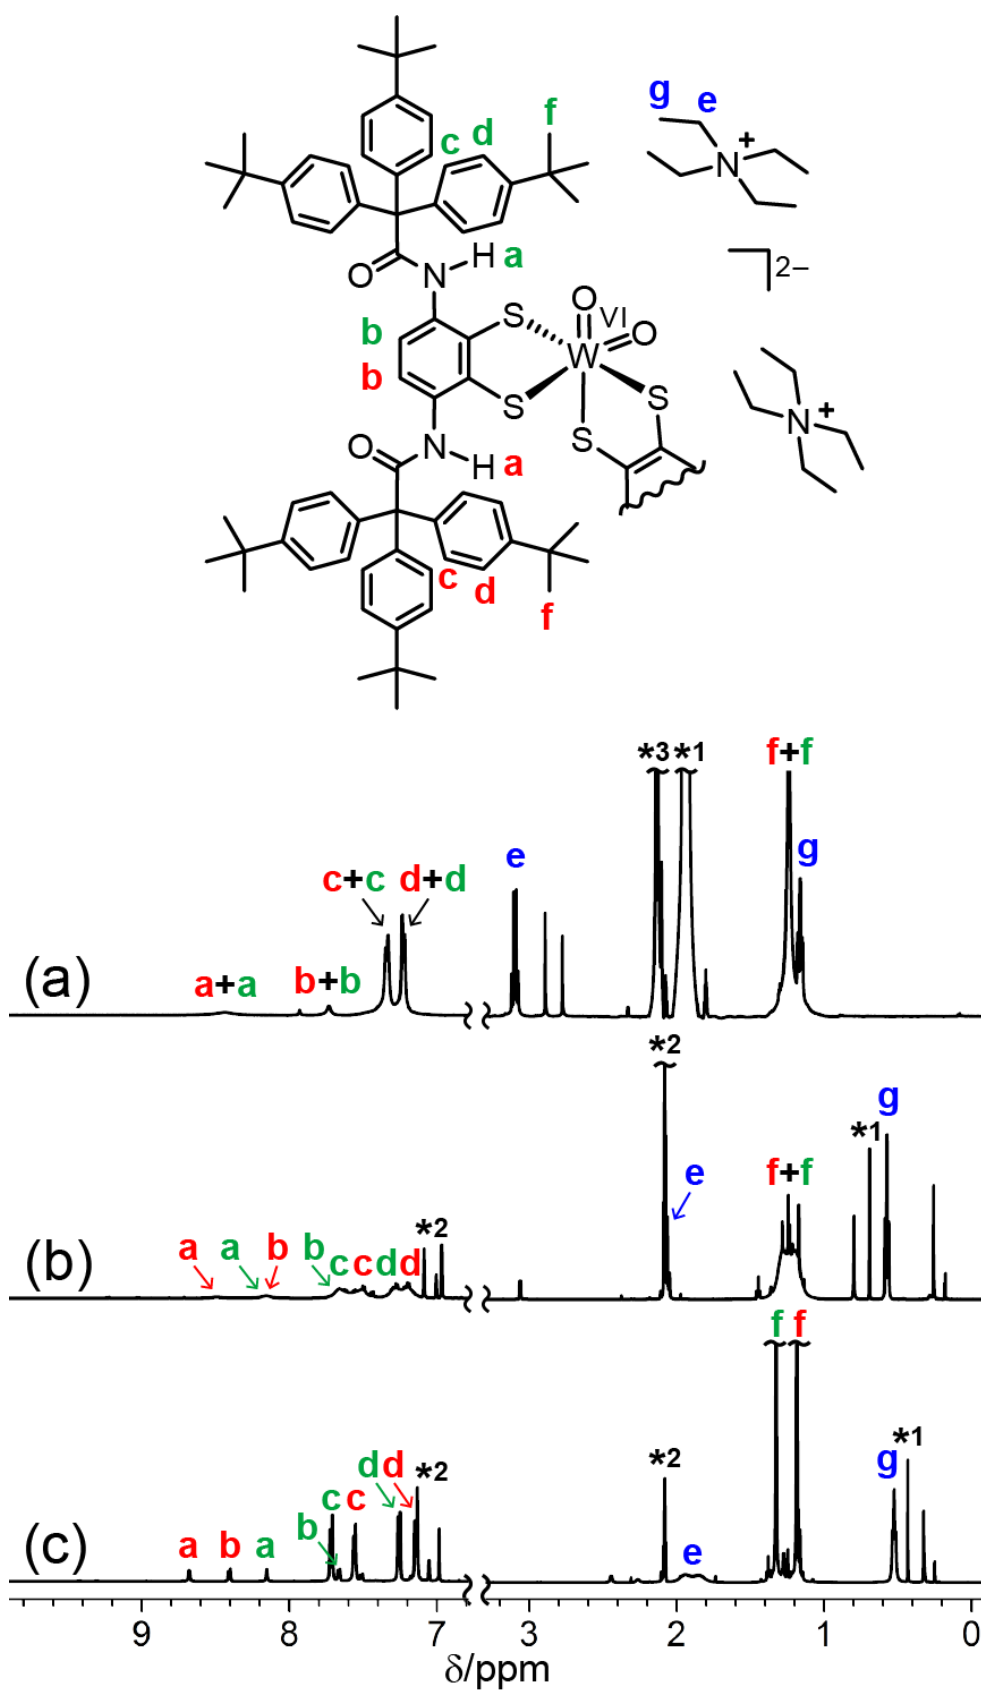 g e
f
c d
N +
O N H a
2–
O VI O
b S
W
b S S
S
N +
O N H a
c d
f
*3 *1 f+f
e g
c+c d+d
(a) a+a b+b
*2
g
*1
e f+f
(b) a a b b c c d d *2
f f
*1
d d *2 *2 g
c c
b e
(c) a b a
9 8 7 3 2 1 0
δ/ppm